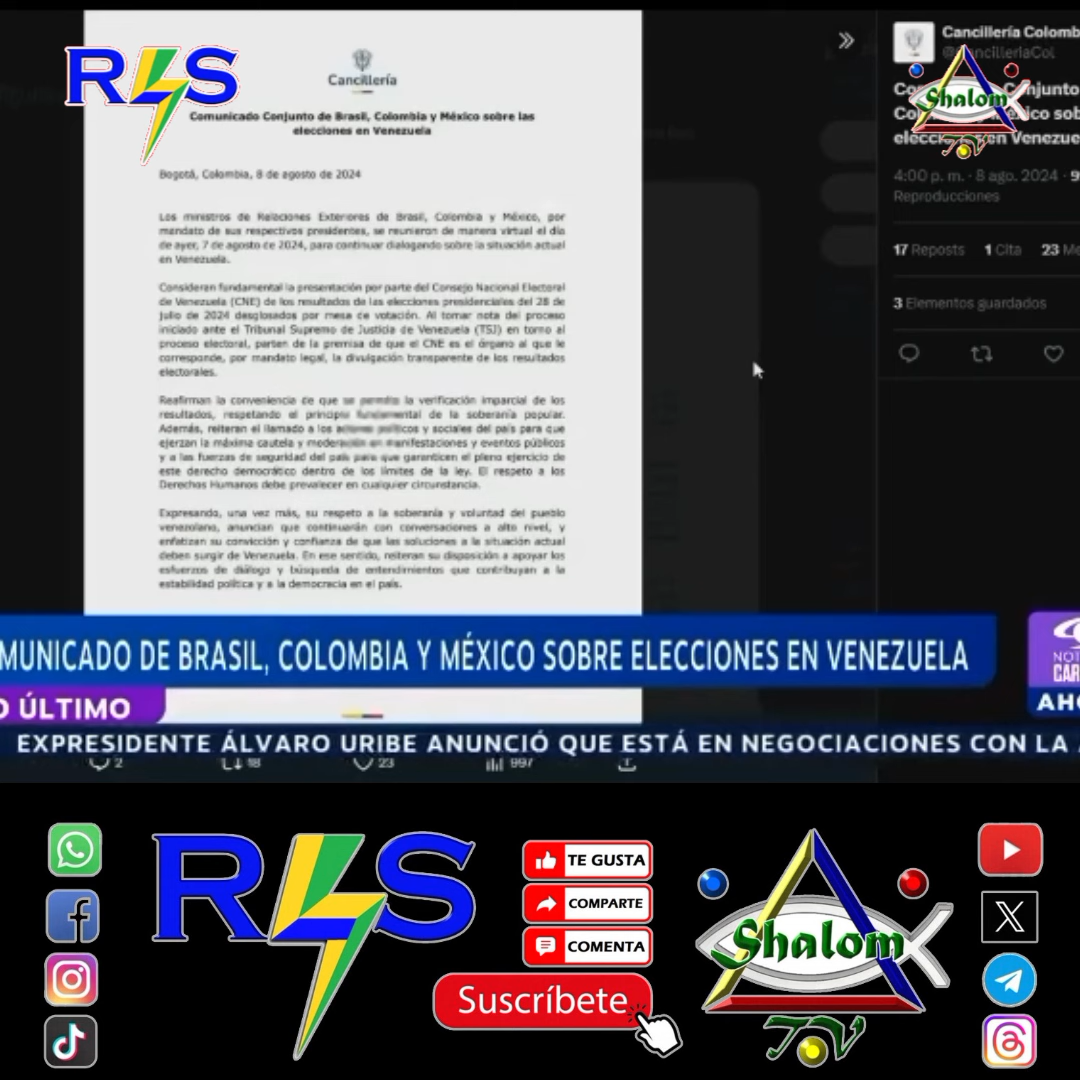 RLS
Cancillería
Comunicado Conjunto de Brasil, Colombia y México sobre las
elecciones en Venezuela
Bogotá, Colombia, 8 de agosto de 2024
Los ministros de Relaciones Exteriores de Brasil, Colombia y México, por
mandato de sus respectivos presidentes, se reunieron de manera virtual el día
de ayer, 7 de agosto de 2024, para continuar dialogando sobre la situación actual
en Venezuela.
Consideran fundamental la presentación por parte del Consejo Nacional Electoral
de Venezuela (CNE) de los resultados de las elecciones presidenciales del 28 de
julio de 2024 desglosados por mesa de votación. Al tomar nota del proceso
iniciado ante el Tribunal Supremo de Justicia de Venezuela (TSJ) en torno al
proceso electoral, parten de la premisa de que el CNE es el órgano al que le
corresponde, por mandato legal, la divulgación transparente de los resultados
electorales.
Reafirman la conveniencia de que se permita la verificación imparcial de los
resultados, respetando el principio fundamental de la soberanía popular.
Además, reiteran el llamado a los actores políticos y sociales del país para que
ejerzan la máxima cautela y moderación en manifestaciones y eventos públicos
y a las fuerzas de seguridad del país para que garanticen el pleno ejercicio de
este derecho democrático dentro de los límites de la ley. El respeto a los
Derechos Humanos debe prevalecer en cualquier circunstancia.
Expresando, una vez más, su respeto a la soberanía y voluntad del pueblo
venezolano, anuncian que continuarán con conversaciones a alto nivel, y
enfatizan su convicción y confianza de que las soluciones a la situación actual
deben surgir de Venezuela. En ese sentido, reiteran su disposición a apoyar los
esfuerzos de diálogo y búsqueda de entendimientos que contribuyan a la
estabilidad política y a la democracia en el país.
Cancillería Colomb
@CancilleriaCol
Shalom
TV
elecciones en Venezue
4:00 p. m. · 8 ago. 2024 · 9
Reproducciones
17 Reposts 1 Cita 23 Me
3 Elementos guardados
MUNICADO DE BRASIL, COLOMBIA Y MÉXICO SOBRE ELECCIONES EN VENEZUELA
O ÚLTIMO
NOT
CAR
AHO
EXPRESIDENTE ÁLVARO URIBE ANUNCIÓ QUE ESTÁ EN NEGOCIACIONES CON LA
2 18 23 997
RLS
TE GUSTA
COMPARTE
COMENTA
Suscríbete
Shalom
TV